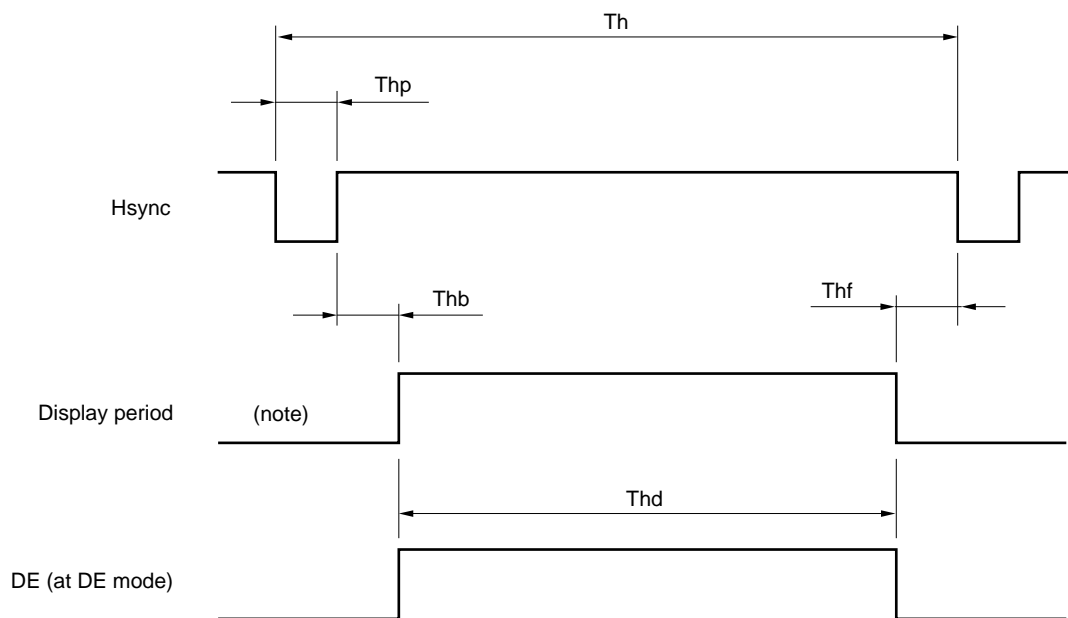 Th
Thp
Hsync
Thb
Thf
Display period
(note)
Thd
DE (at DE mode)